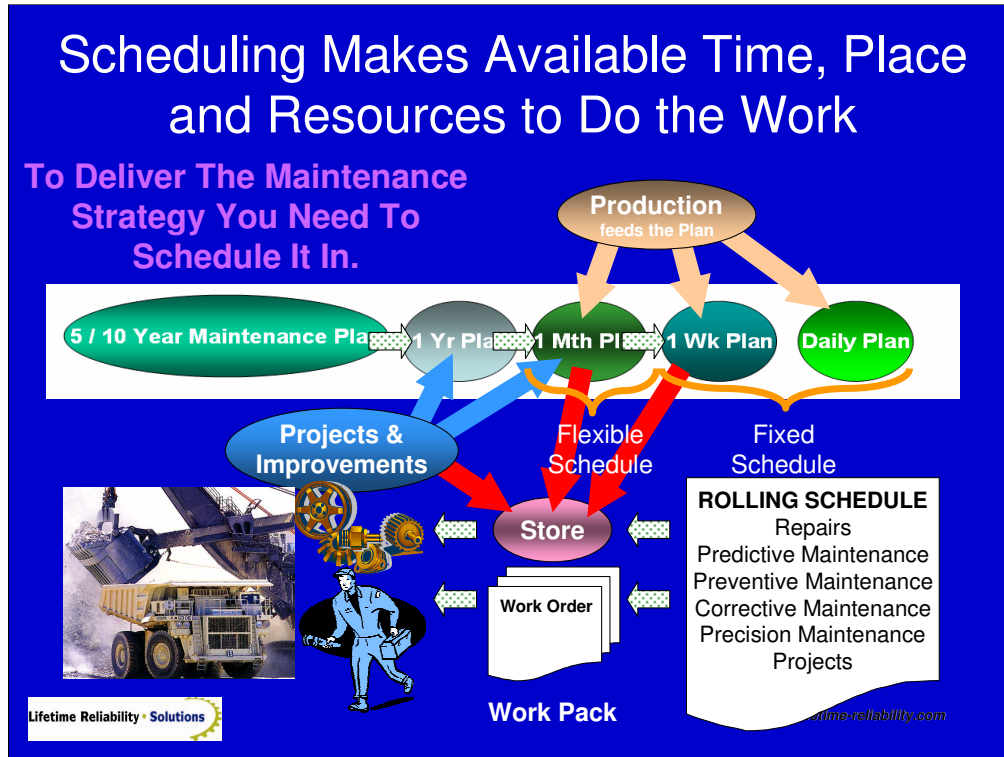 Scheduling Makes Available Time, Place
and Resources to Do the Work
To Deliver The Maintenance
Strategy You Need To
Schedule It In.
Production
feeds the Plan
5 / 10 Year Maintenance Pla
1 Yr Pla
1 Mth Pl
1 Wk Plan
Daily Plan
Projects &
Improvements
Flexible
Schedule
Fixed
Schedule
Store
Work Order
Work Pack
ROLLING SCHEDULE
Repairs
Predictive Maintenance
Preventive Maintenance
Corrective Maintenance
Precision Maintenance
Projects
Lifetime Reliability • Solutions
time-reliability.com